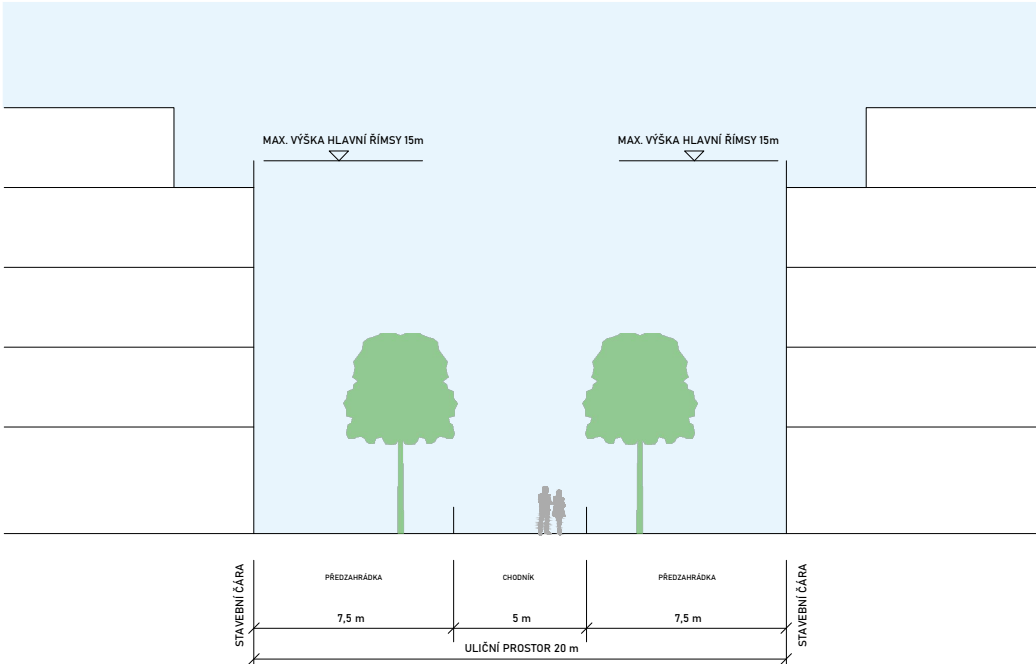 MAX. VÝŠKA HLAVNÍ ŘÍMSY 15m
MAX. VÝŠKA HLAVNÍ ŘÍMSY 15m
STAVEBNÍ ČÁRA
PŘEDZAHRÁDKA
CHODNÍK
PŘEDZAHRÁDKA
STAVEBNÍ ČÁRA
7,5 m
5 m
7,5 m
ULIČNÍ PROSTOR 20 m